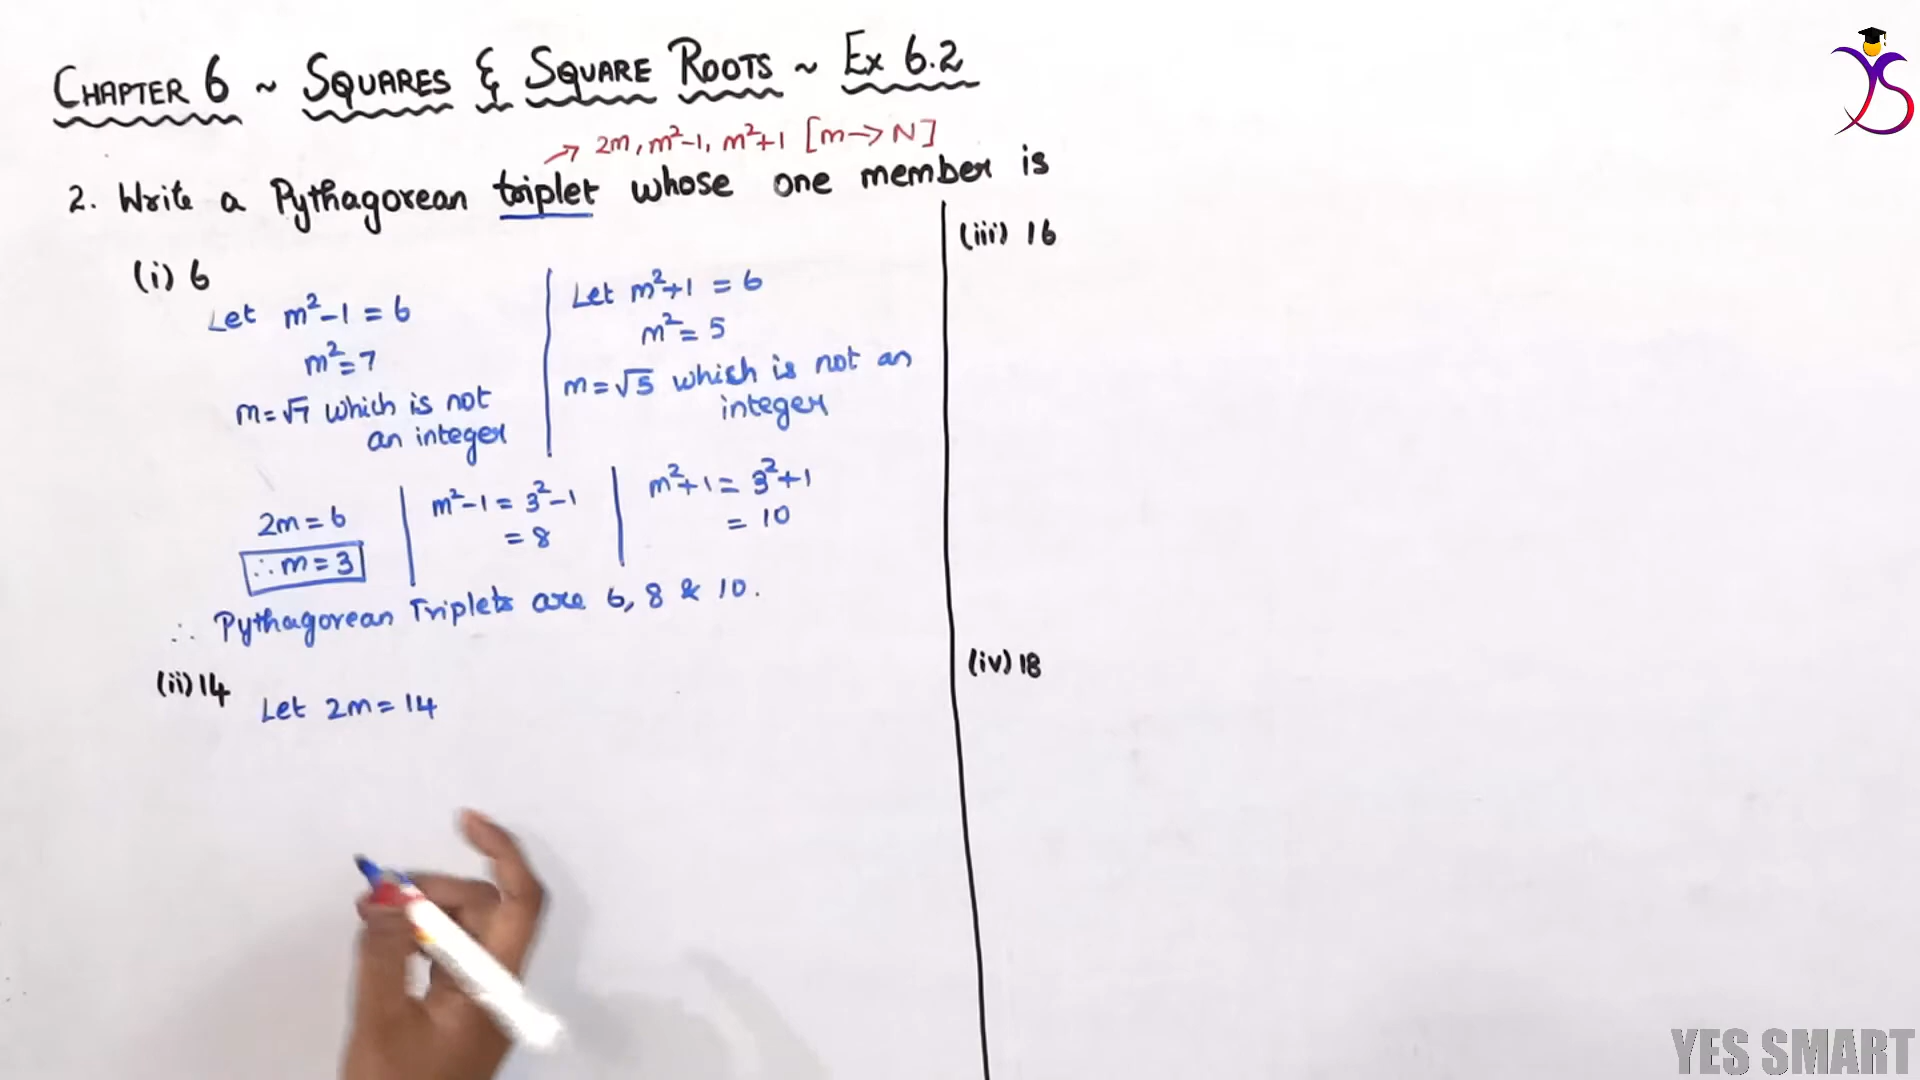 CHAPTER 6 ~ SQUARES & SQUARE ROOTS ~ Ex 6.2
→ 2m, m²-1, m²+1 [m→N]
2. Write a Pythagorean triplet whose one member is
(i) 6
Let m²-1 = 6
m²=7
m=√7 which is not
an integer
Let m²+1 = 6
m²= 5
m=√5 which is not an
integer
2m=6
∴m=3
m²-1 = 3²-1
= 8
m²+1 = 3²+1
= 10
∴ Pythagorean Triplets are 6, 8 & 10.
(ii) 14
Let 2m = 14
(iii) 16
(iv) 18
YES SMART